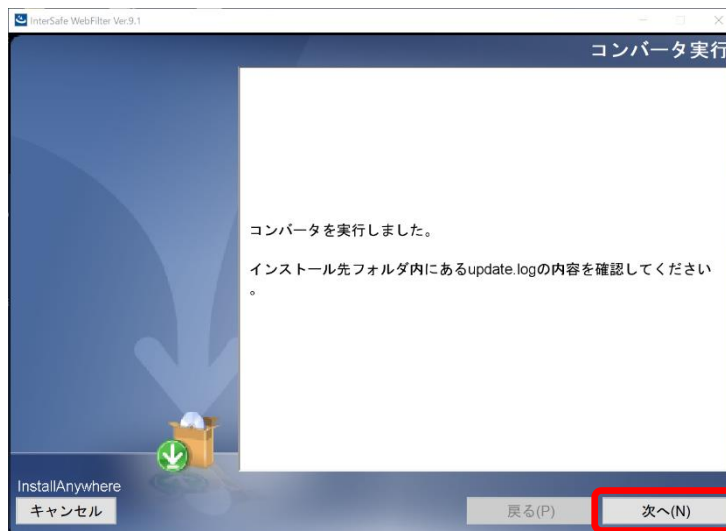 InterSafe WebFilter Ver.9.1
コンバータ実行
コンバータを実行しました。
インストール先フォルダ内にあるupdate.logの内容を確認してください
。
InstallAnywhere
キャンセル
戻る(P)
次へ(N)